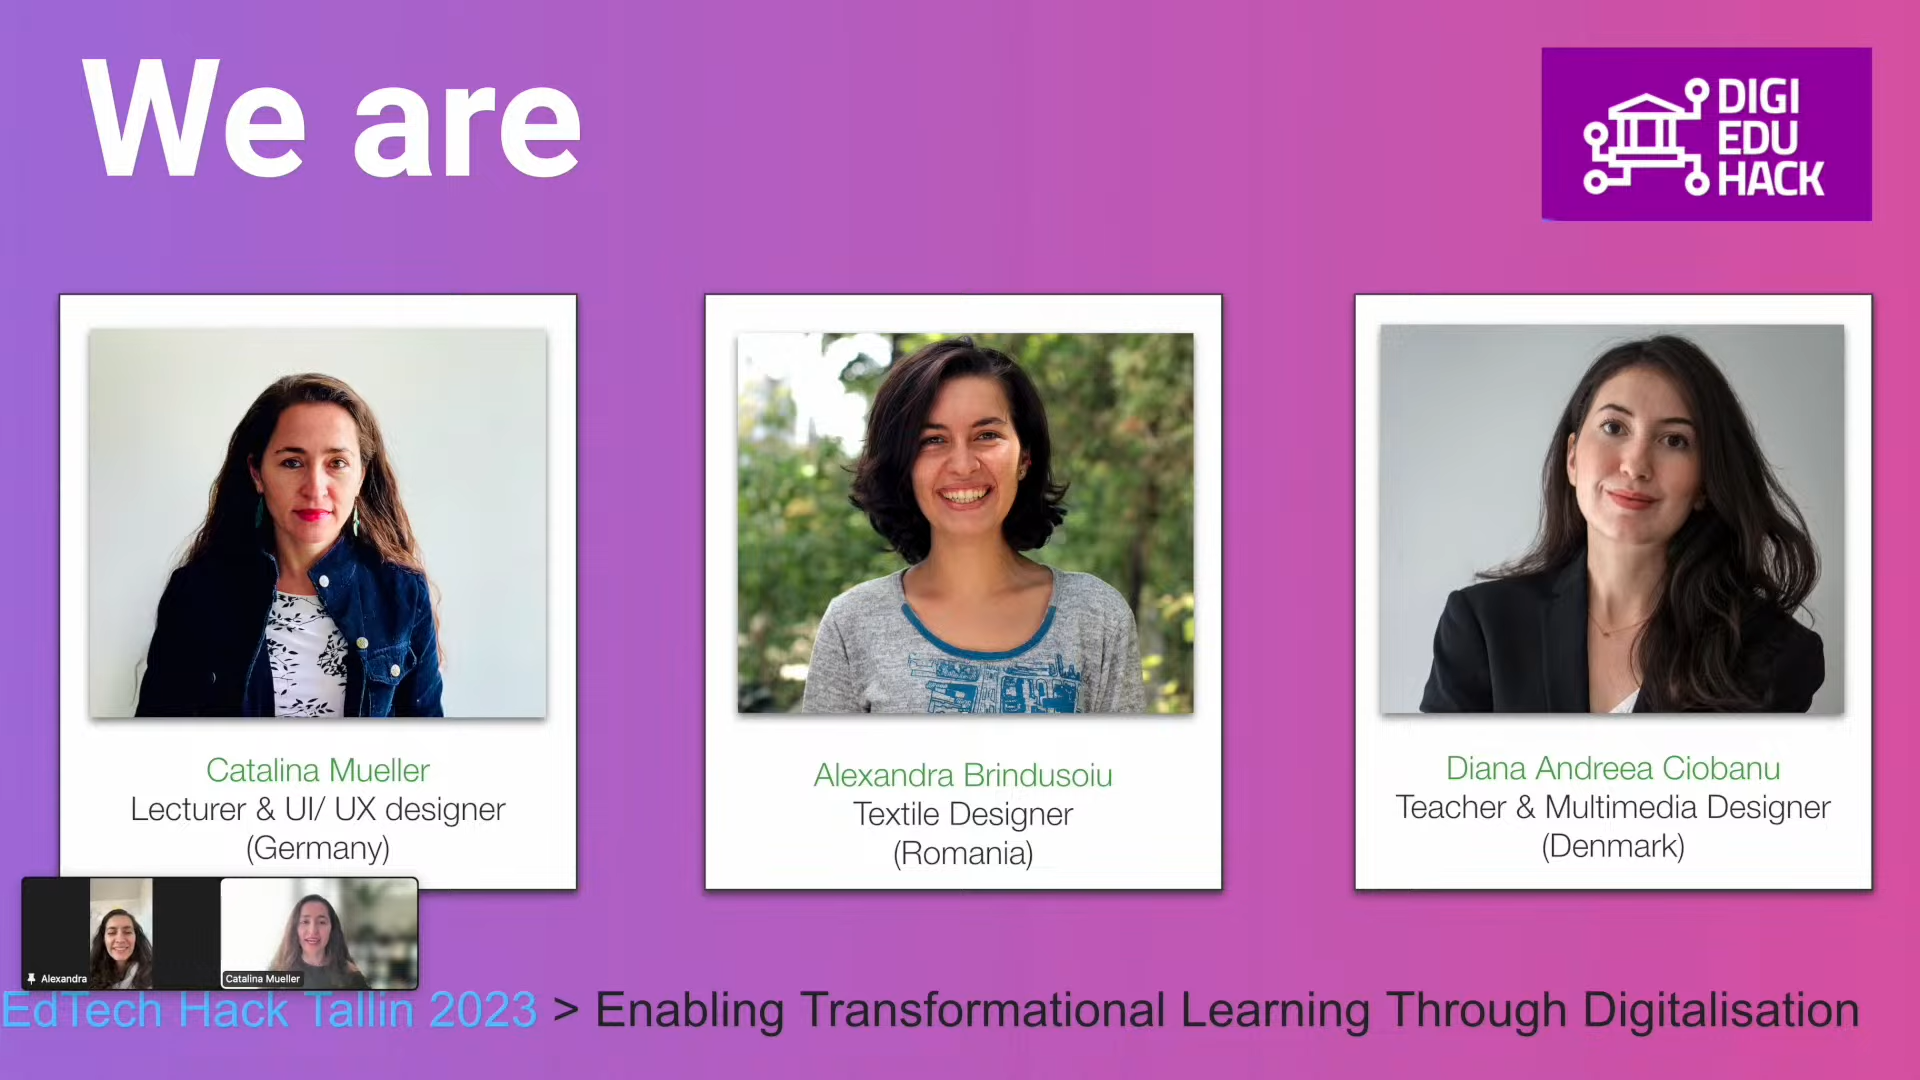 We are
DIGI
EDU
HACK
Catalina Mueller
Lecturer & UI/ UX designer
(Germany)
Alexandra Brindusoiu
Textile Designer
(Romania)
Diana Andreea Ciobanu
Teacher & Multimedia Designer
(Denmark)
Alexandra
Catalina Mueller
EdTech Hack Tallin 2023 > Enabling Transformational Learning Through Digitalisation